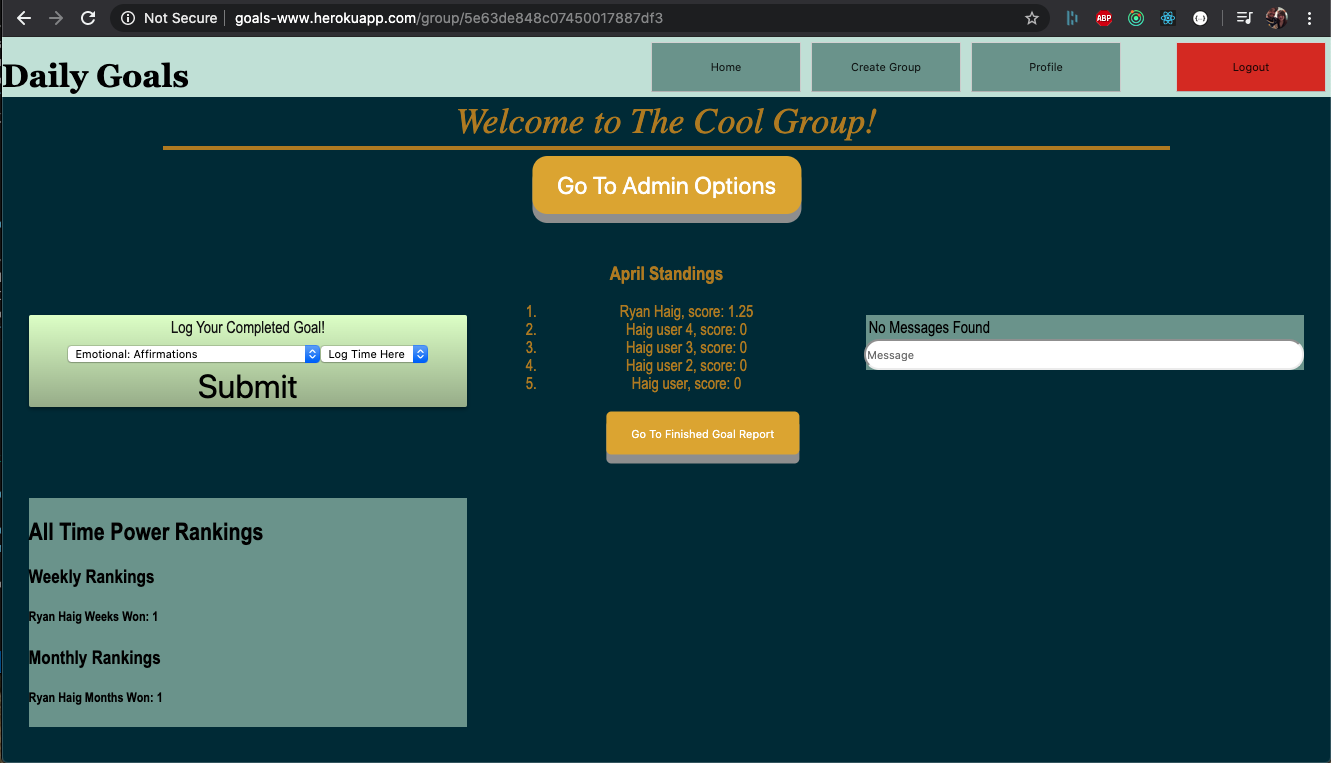 Not Secure | goals-www.herokuapp.com/group/5e63de848c07450017887df3
ABP
Daily Goals
Home
Create Group
Profile
Logout
Welcome to The Cool Group!
Go To Admin Options
April Standings
1. Ryan Haig, score: 1.25
2. Haig user 4, score: 0
3. Haig user 3, score: 0
4. Haig user 2, score: 0
5. Haig user, score: 0
Go To Finished Goal Report
Log Your Completed Goal!
Emotional: Affirmations
Log Time Here
Submit
No Messages Found
Message
All Time Power Rankings
Weekly Rankings
Ryan Haig Weeks Won: 1
Monthly Rankings
Ryan Haig Months Won: 1